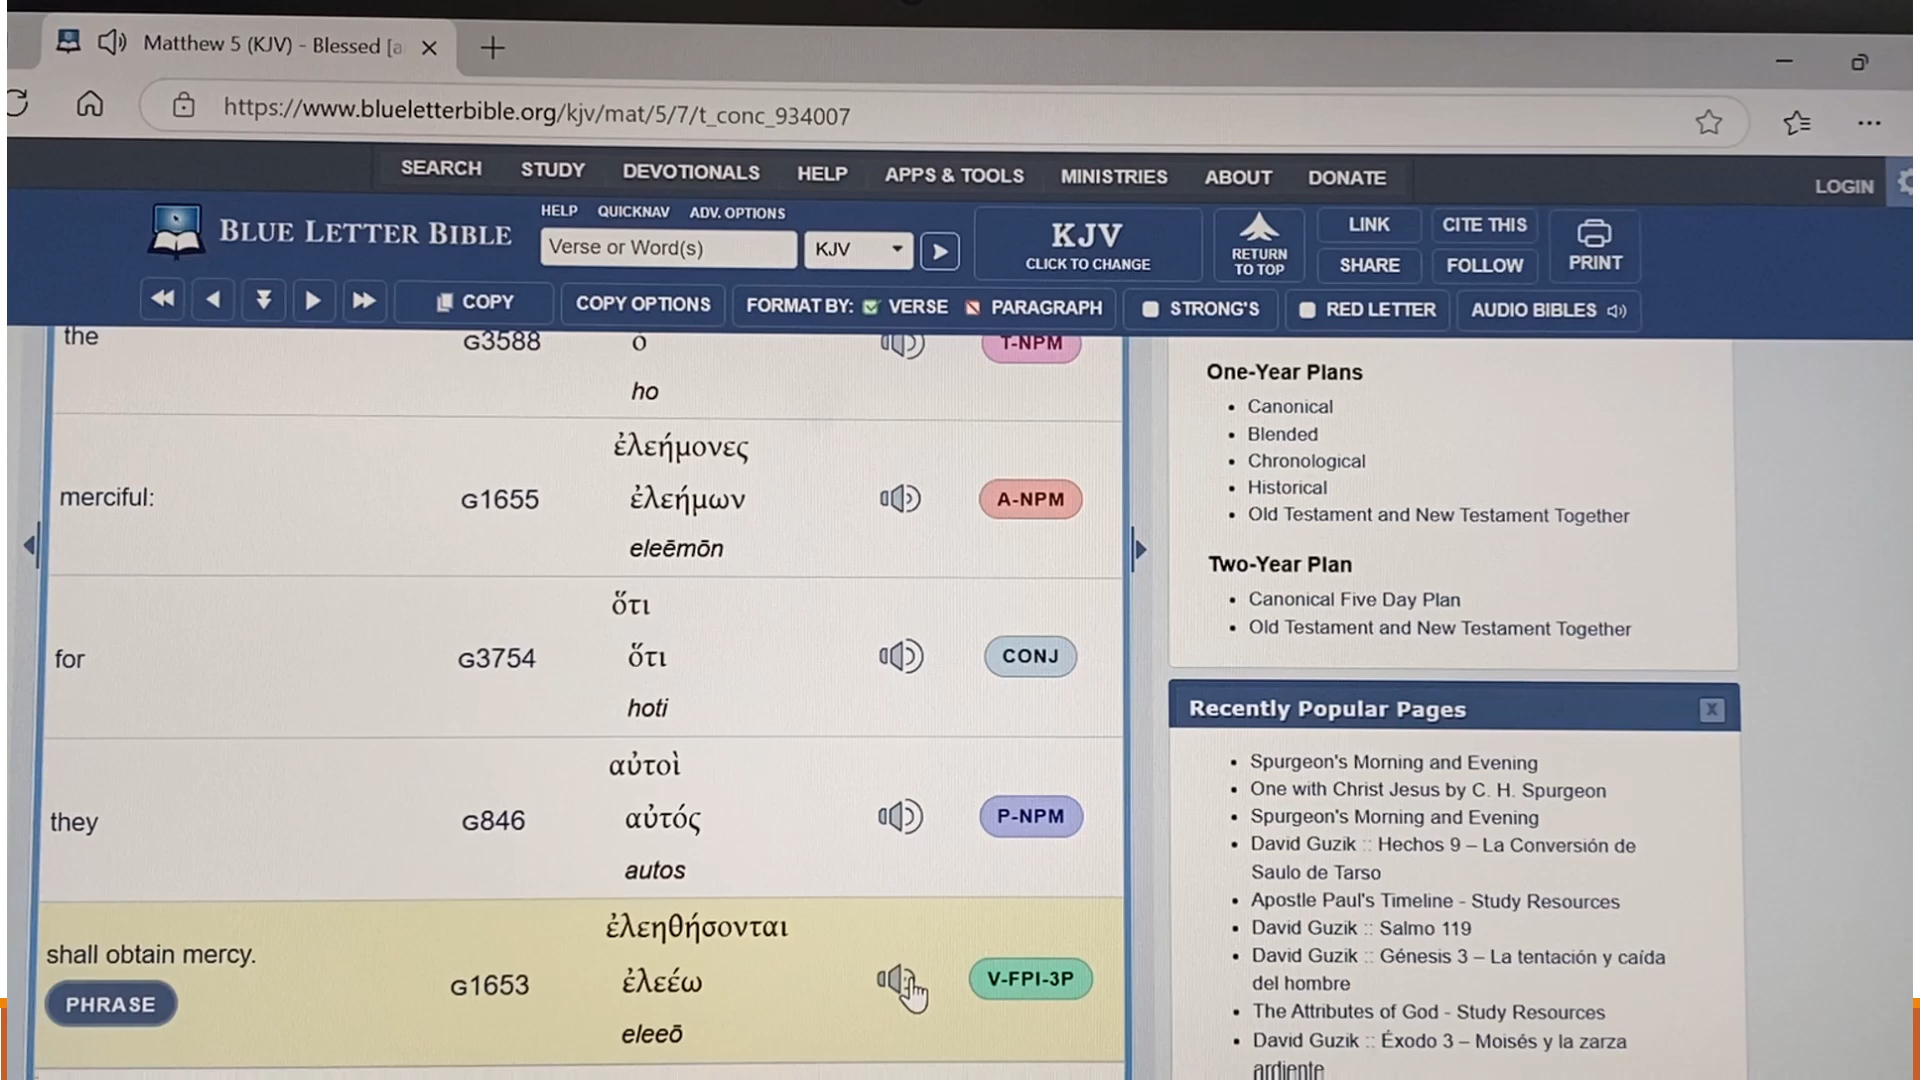 Matthew 5 (KJV) - Blessed [a
https://www.blueletterbible.org/kjv/mat/5/7/t_conc_934007
SEARCH STUDY DEVOTIONALS HELP APPS & TOOLS MINISTRIES ABOUT DONATE
LOGIN
BLUE LETTER BIBLE
HELP QUICKNAV ADV. OPTIONS
Verse or Word(s)
KJV
KJV
CLICK TO CHANGE
RETURN
TO TOP
LINK
CITE THIS
SHARE
FOLLOW
PRINT
COPY
COPY OPTIONS
FORMAT BY: VERSE PARAGRAPH
STRONG'S
RED LETTER
AUDIO BIBLES
the G3588 ὁ T-NPM
ho
ἐλεήμονες
merciful: G1655 ἐλεήμων A-NPM
eleēmōn
ὅτι
for G3754 ὅτι CONJ
hoti
αὐτοὶ
they G846 αὐτός P-NPM
autos
ἐλεηθήσονται
shall obtain mercy. G1653 ἐλεέω V-FPI-3P
PHRASE
eleeō
One-Year Plans
• Canonical
• Blended
• Chronological
• Historical
• Old Testament and New Testament Together
Two-Year Plan
• Canonical Five Day Plan
• Old Testament and New Testament Together
Recently Popular Pages
X
• Spurgeon's Morning and Evening
• One with Christ Jesus by C. H. Spurgeon
• Spurgeon's Morning and Evening
• David Guzik :: Hechos 9 – La Conversión de
Saulo de Tarso
• Apostle Paul's Timeline - Study Resources
• David Guzik :: Salmo 119
• David Guzik :: Génesis 3 – La tentación y caída
del hombre
• The Attributes of God - Study Resources
• David Guzik :: Éxodo 3 – Moisés y la zarza
ardiente